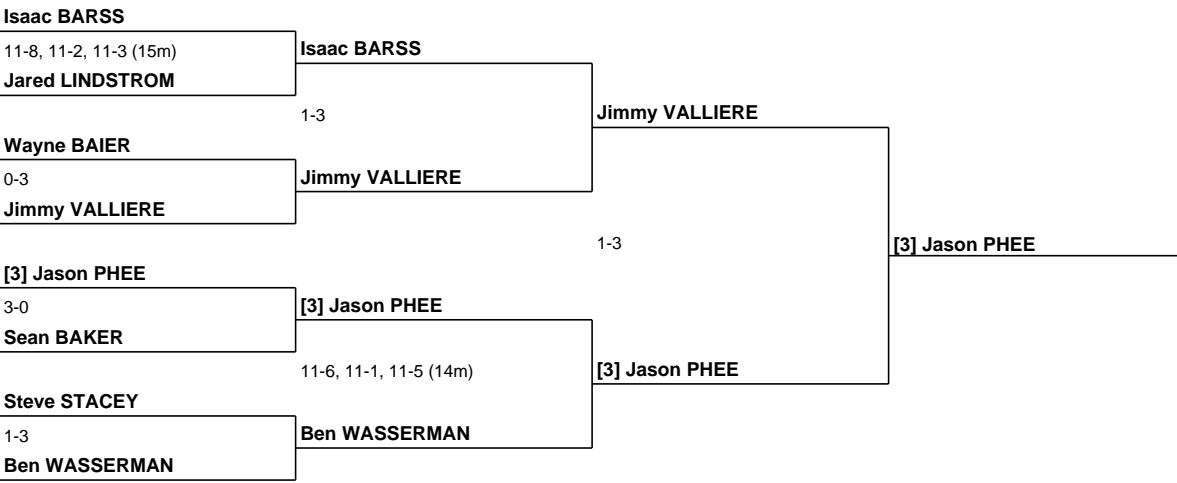 Isaac BARSS
11-8, 11-2, 11-3 (15m)
Jared LINDSTROM
Wayne BAIER
0-3
Jimmy VALLIERE
[3] Jason PHEE
3-0
Sean BAKER
Steve STACEY
1-3
Ben WASSERMAN
Isaac BARSS
1-3
Jimmy VALLIERE
[3] Jason PHEE
11-6, 11-1, 11-5 (14m)
Ben WASSERMAN
Jimmy VALLIERE
1-3
[3] Jason PHEE
[3] Jason PHEE